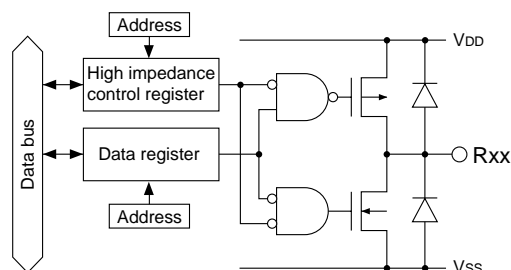 Address
VDD
High impedance
control register
Data bus
Rxx
Data register
Address
VSS